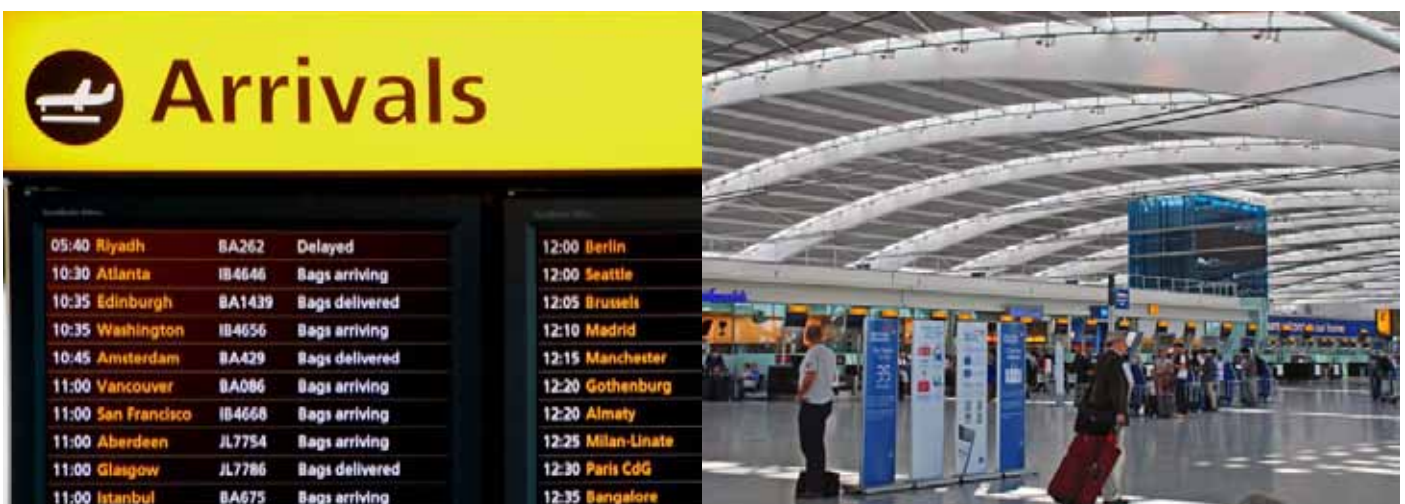 Arrivals
05:40 Riyadh BA262 Delayed
10:30 Atlanta IB4646 Bags arriving
10:35 Edinburgh BA1439 Bags delivered
10:35 Washington IB4656 Bags arriving
10:45 Amsterdam BA429 Bags delivered
11:00 Vancouver BA086 Bags arriving
11:00 San Francisco IB4668 Bags arriving
11:00 Aberdeen JL7754 Bags arriving
11:00 Glasgow JL7786 Bags delivered
11:00 Istanbul BA675 Bags arriving
12:00 Berlin
12:00 Seattle
12:05 Brussels
12:10 Madrid
12:15 Manchester
12:20 Gothenburg
12:20 Almaty
12:25 Milan-Linate
12:30 Paris CdG
12:35 Bangalore
35